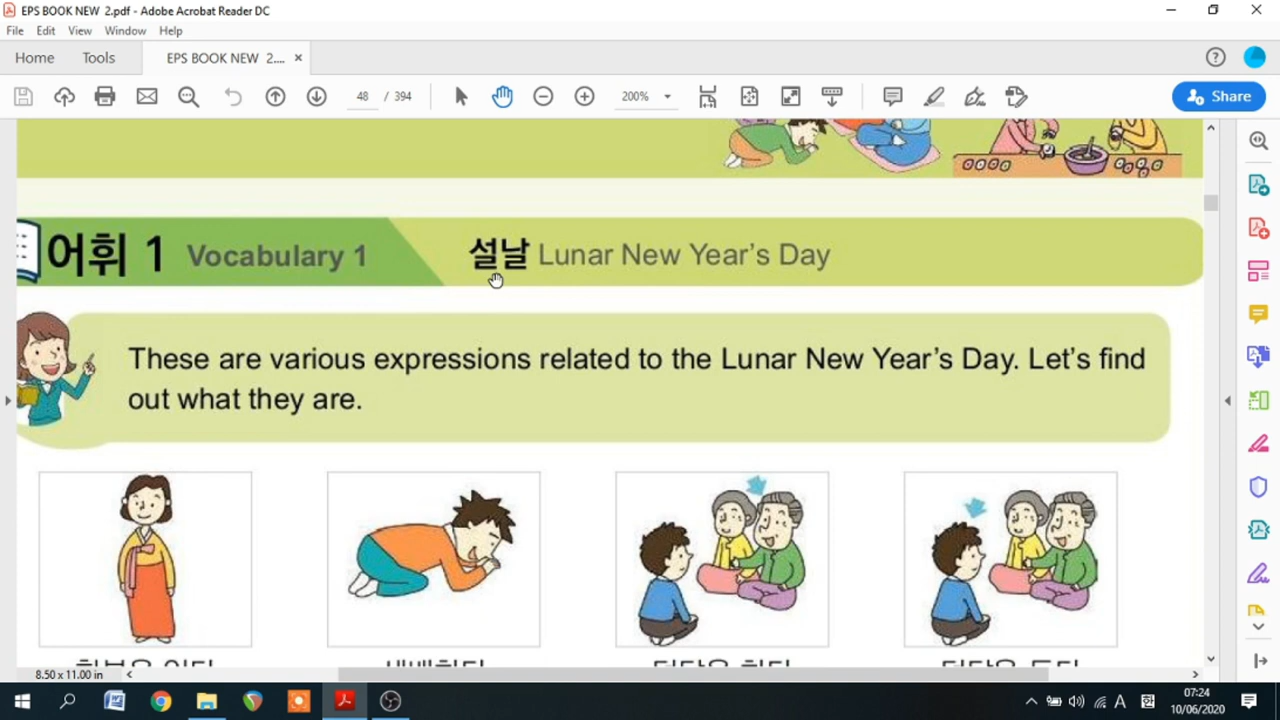 EPS BOOK NEW 2.pdf - Adobe Acrobat Reader DC
File Edit View Window Help
Home Tools EPS BOOK NEW 2.... ×
48 / 394 200% Share
어휘 1 Vocabulary 1 설날 Lunar New Year's Day
These are various expressions related to the Lunar New Year's Day. Let's find
out what they are.
8.50 x 11.00 in
A 한 07:24
10/06/2020